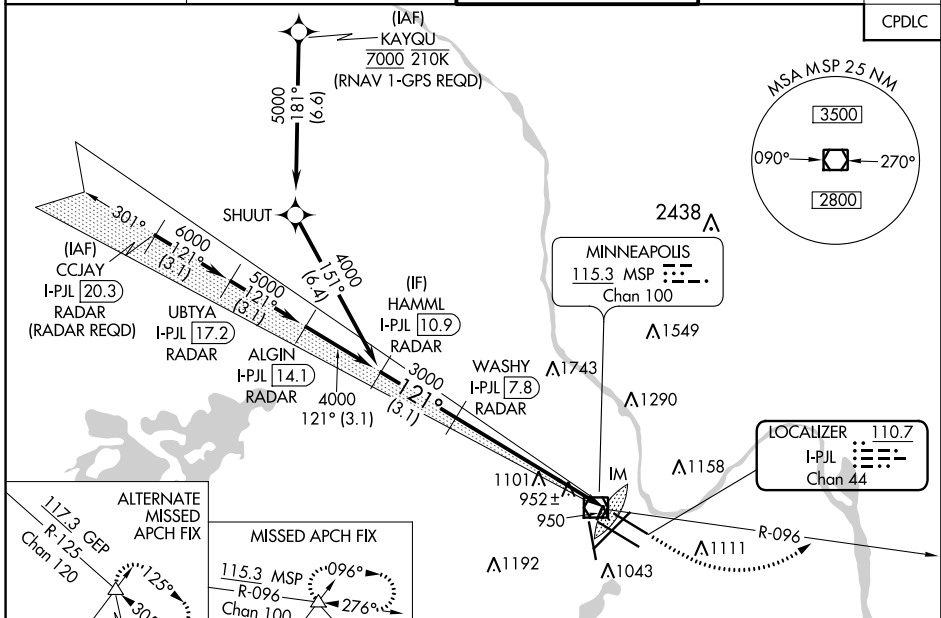 CPDLC
(IAF)
KAYQU
7000 210K
(RNAV 1-GPS REQD)
5000
181°
(6.6)
MSA MSP 25 NM
3500
090°
270°
2800
SHUUT
2438
301°
6000
121°
(3.1)
(IAF)
CCJAY
I-PJL 20.3
RADAR
(RADAR REQD)
5000
121°
(3.1)
UBTYA
I-PJL 17.2
RADAR
ALGIN
I-PJL 14.1
RADAR
4000
121° (3.1)
4000
151°
(6.4)
(IF)
HAMML
I-PJL 10.9
RADAR
3000
121°
(3.1)
WASHY
I-PJL 7.8
RADAR
MINNEAPOLIS
115.3 MSP
Chan 100
1549
1743
1290
LOCALIZER 110.7
I-PJL
Chan 44
1158
IM
1101
952±
950
R-096
1111
1192
1043
ALTERNATE
MISSED
APCH FIX
117.3 GEP
R-125
Chan 120
125°
MISSED APCH FIX
115.3 MSP
R-096
Chan 100
096°
276°